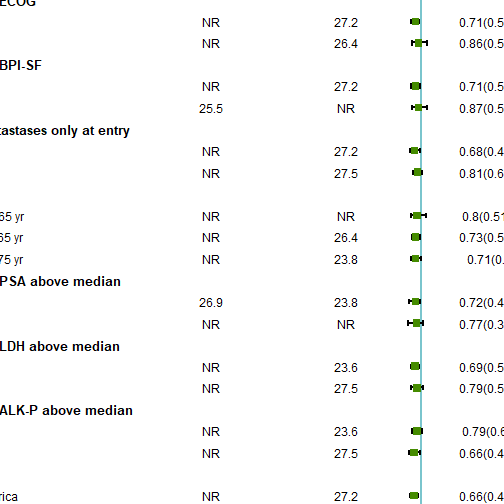 ECOG
NR 27.2 0.71(0.5
NR 26.4 0.86(0.5
BPI-SF
NR 27.2 0.71(0.5
25.5 NR 0.87(0.5
tastases only at entry
NR 27.2 0.68(0.4
NR 27.5 0.81(0.6
65 yr NR NR 0.8(0.51
65 yr NR 26.4 0.73(0.5
75 yr NR 23.8 0.71(0.
PSA above median
26.9 23.8 0.72(0.4
NR NR 0.77(0.3
LDH above median
NR 23.6 0.69(0.5
NR 27.5 0.79(0.5
ALK-P above median
NR 23.6 0.79(0.6
NR 27.5 0.66(0.4
rica NR 27.2 0.66(0.4